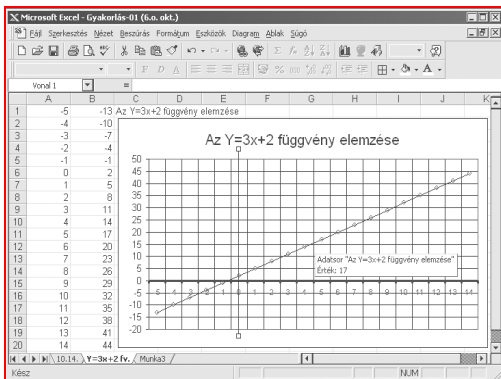 Microsoft Excel - Gyakorlás-01 (6.o. okt.)
Fájl Szerkesztés Nézet Beszúrás Formátum Eszközök Diagram Ablak Súgó
F D A
Vonal 1 =
A B C D E F G H I J K
1 -5 -13 Az Y=3x+2 függvény elemzése
2 -4 -10
3 -3 -7
4 -2 -4
5 -1 -1
6 0 2
7 1 5
8 2 8
9 3 11
10 4 14
11 5 17
12 6 20
13 7 23
14 8 26
15 9 29
16 10 32
17 11 35
18 12 38
19 13 41
20 14 44
Az Y=3x+2 függvény elemzése
50
45
40
35
30
25
20
15
10
5
0
-5
-10
-15
-20
-5 -4 -3 -2 -1 0 1 2 3 4 5 6 7 8 9 10 11 12 13 14
Adatsor "Az Y=3x+2 függvény elemzése"
Érték: 17
10.14. Y=3x+2 fv. Munka3
Kész NUM